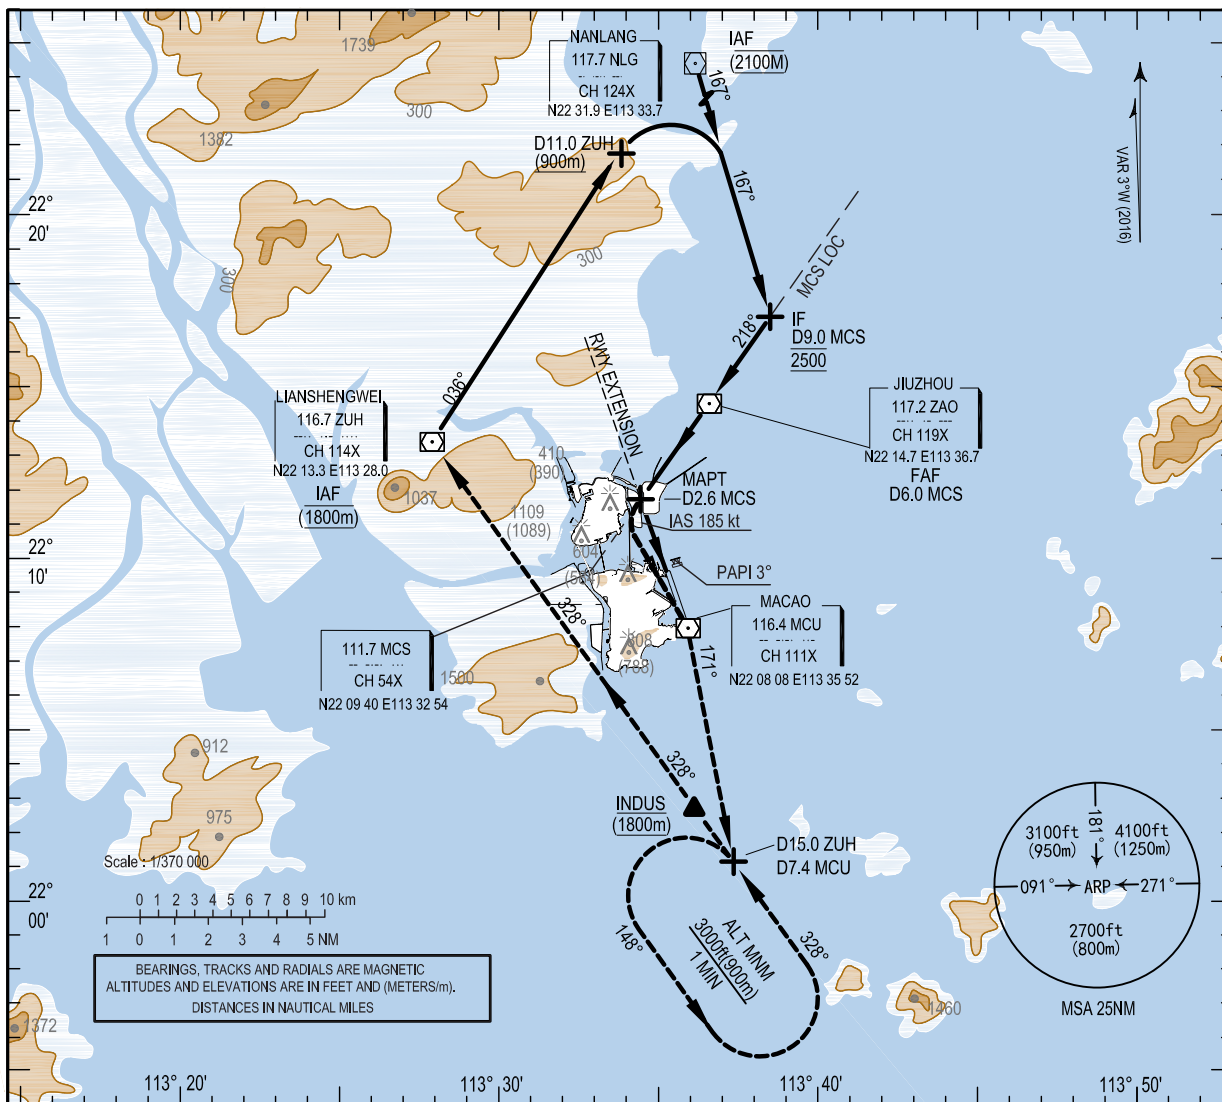 1739
NANLANG
117.7 NLG
CH 124X
N22 31.9 E113 33.7
IAF
(2100M)
167°
300
1382
D11.0 ZUH
(900m)
167°
VAR 3°W (2016)
22°
20'
300
300
MCS LOC
IF
D9.0 MCS
2500
218°
RWY EXTENSION
036°
LIANSHENGWEI
116.7 ZUH
CH 114X
N22 13.3 E113 28.0
IAF
(1800m)
JIUZHOU
117.2 ZAO
CH 119X
N22 14.7 E113 36.7
FAF
D6.0 MCS
410
(390)
MAPT
D2.6 MCS
IAS 185 kt
1037
1109
(1089)
22°
10'
604
PAPI 3°
328°
MACAO
116.4 MCU
CH 111X
N22 08 08 E113 35 52
111.7 MCS
CH 54X
N22 09 40 E113 32 54
808
(788)
171°
1500
912
328°
INDUS
(1800m)
975
D15.0 ZUH
D7.4 MCU
Scale : 1/370 000
0 1 2 3 4 5 6 7 8 9 10 km
1 0 1 2 3 4 5 NM
22°
00'
148°
ALT MNM
3000ft(900m)
1 MIN
328°
181°
3100ft
(950m)
4100ft
(1250m)
091° ARP 271°
2700ft
(800m)
MSA 25NM
BEARINGS, TRACKS AND RADIALS ARE MAGNETIC
ALTITUDES AND ELEVATIONS ARE IN FEET AND (METERS/m).
DISTANCES IN NAUTICAL MILES
1460
1372
113° 20'
113° 30'
113° 40'
113° 50'